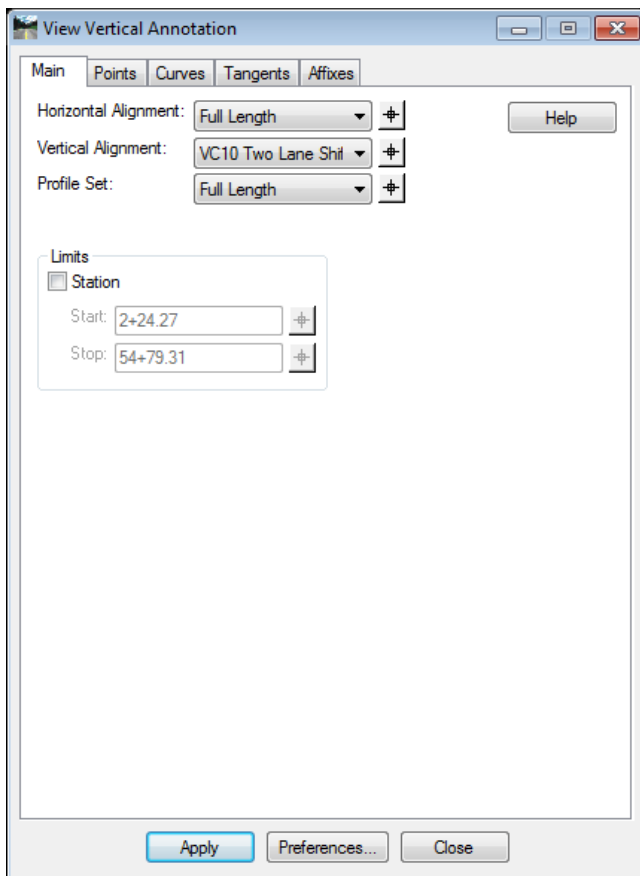 View Vertical Annotation
Main Points Curves Tangents Affixes
Horizontal Alignment: Full Length Help
Vertical Alignment: VC10 Two Lane Shif
Profile Set: Full Length
Limits
Station
Start: 2+24.27
Stop: 54+79.31
Apply Preferences... Close